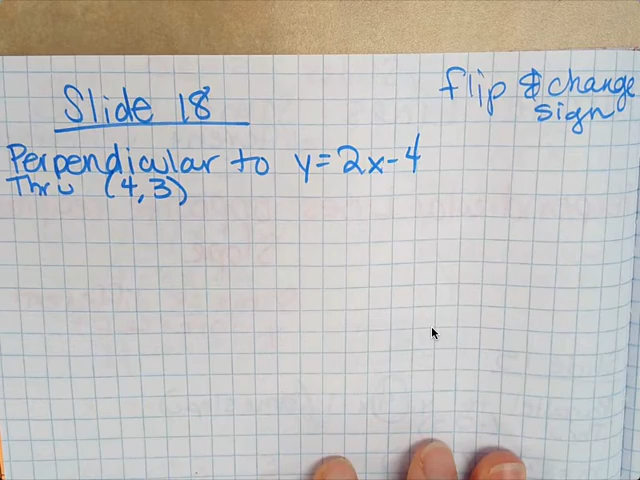 flip & change
sign
Slide 18
Perpendicular to y=2x-4
Thru (4,3)